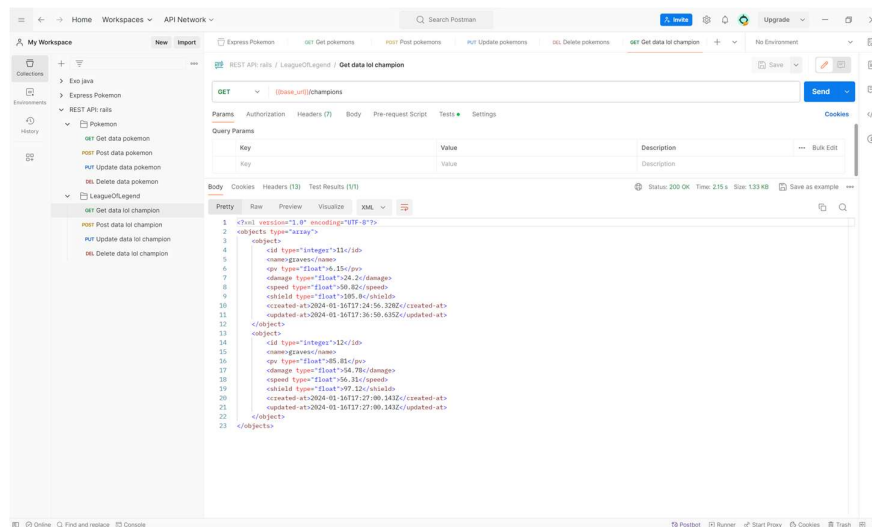 Home Workspaces API Network Search Postman Invite Upgrade
My Workspace New Import Express Pokemon GET Get pokemons POST Post pokemons PUT Update pokemons DEL Delete pokemons GET Get data lol champion No Environment
Collections
Environments
History
Exo java
Express Pokemon
REST API: rails
Pokemon
GET Get data pokemon
POST Post data pokemon
PUT Update data pokemon
DEL Delete data pokemon
LeagueOfLegend
GET Get data lol champion
POST Post data lol champion
PUT Update data lol champion
DEL Delete data lol champion
REST API: rails / LeagueOfLegend / Get data lol champion Save
GET {{base_url}}/champions Send
Params Authorization Headers (7) Body Pre-request Script Tests Settings Cookies
Query Params
Key Value Description Bulk Edit
Key Value Description
Body Cookies Headers (13) Test Results (1/1) Status: 200 OK Time: 2.15 s Size: 1.33 KB Save as example
Pretty Raw Preview Visualize XML
1 <?xml version="1.0" encoding="UTF-8"?>
2 <objects type="array">
3 <object>
4 <id type="integer">11</id>
5 <name>graves</name>
6 <pv type="float">6.15</pv>
7 <damage type="float">24.2</damage>
8 <speed type="float">50.82</speed>
9 <shield type="float">105.0</shield>
10 <created-at>2024-01-16T17:24:56.320Z</created-at>
11 <updated-at>2024-01-16T17:36:50.635Z</updated-at>
12 </object>
13 <object>
14 <id type="integer">12</id>
15 <name>graves</name>
16 <pv type="float">85.81</pv>
17 <damage type="float">54.78</damage>
18 <speed type="float">56.31</speed>
19 <shield type="float">97.12</shield>
20 <created-at>2024-01-16T17:27:00.143Z</created-at>
21 <updated-at>2024-01-16T17:27:00.143Z</updated-at>
22 </object>
23 </objects>
Online Find and replace Console Postbot Runner Start Proxy Cookies Trash